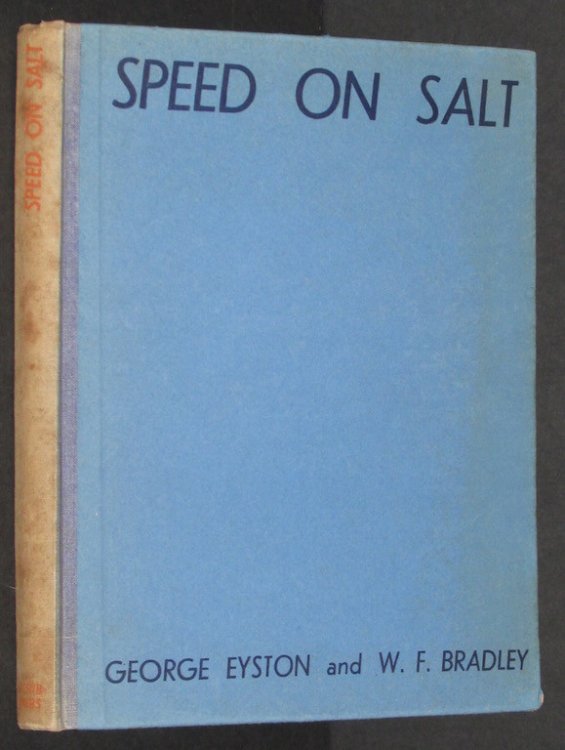 SPEED ON SALT
SPEED ON SALT
GEORGE EYSTON and W. F. BRADLEY